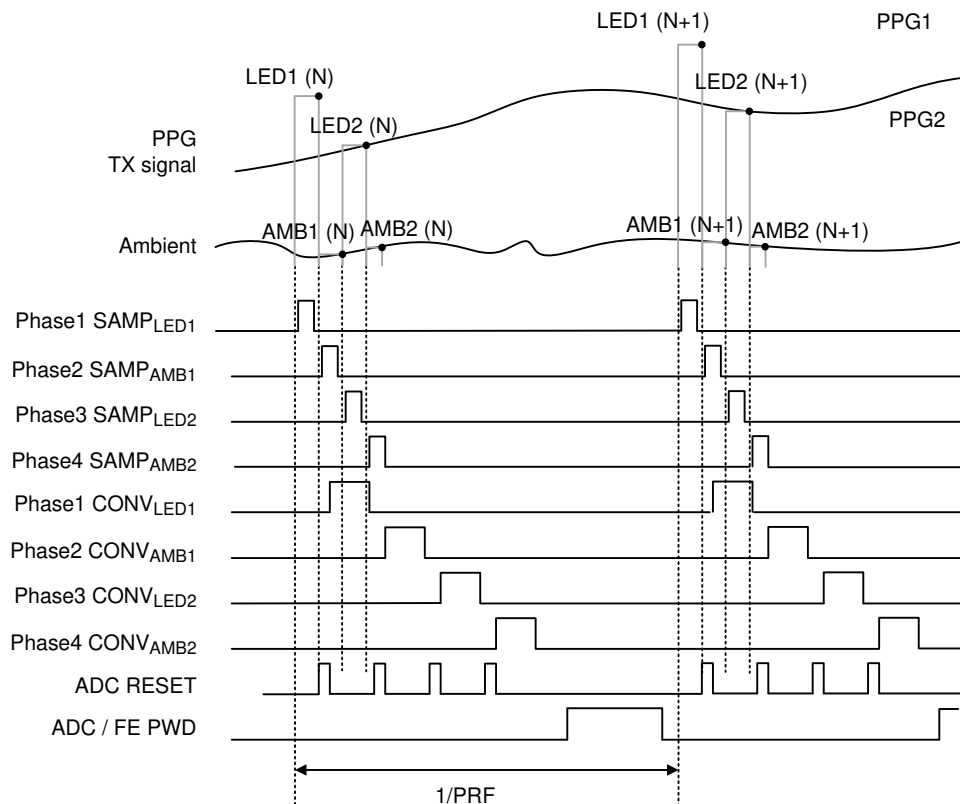 LED1 (N+1)
PPG1
LED1 (N)
LED2 (N+1)
LED2 (N)
PPG2
PPG
TX signal
AMB1 (N)
AMB2 (N)
AMB1 (N+1)
AMB2 (N+1)
Ambient
Phase1 SAMPLED1
Phase2 SAMPAMB1
Phase3 SAMPLED2
Phase4 SAMPAMB2
Phase1 CONVLED1
Phase2 CONVAMB1
Phase3 CONVLED2
Phase4 CONVAMB2
ADC RESET
ADC / FE PWD
1/PRF